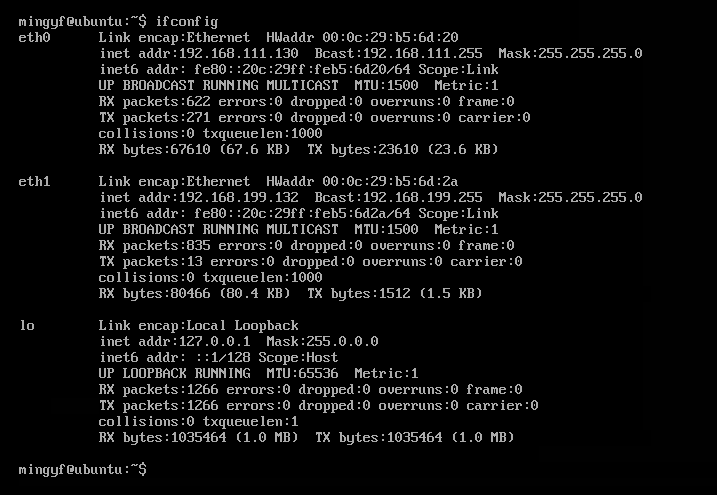 mingyf@ubuntu:~$ ifconfig
eth0      Link encap:Ethernet  HWaddr 00:0c:29:b5:6d:20
          inet addr:192.168.111.130  Bcast:192.168.111.255  Mask:255.255.255.0
          inet6 addr: fe80::20c:29ff:feb5:6d20/64 Scope:Link
          UP BROADCAST RUNNING MULTICAST  MTU:1500  Metric:1
          RX packets:622 errors:0 dropped:0 overruns:0 frame:0
          TX packets:271 errors:0 dropped:0 overruns:0 carrier:0
          collisions:0 txqueuelen:1000
          RX bytes:67610 (67.6 KB)  TX bytes:23610 (23.6 KB)

eth1      Link encap:Ethernet  HWaddr 00:0c:29:b5:6d:2a
          inet addr:192.168.199.132  Bcast:192.168.199.255  Mask:255.255.255.0
          inet6 addr: fe80::20c:29ff:feb5:6d2a/64 Scope:Link
          UP BROADCAST RUNNING MULTICAST  MTU:1500  Metric:1
          RX packets:835 errors:0 dropped:0 overruns:0 frame:0
          TX packets:13 errors:0 dropped:0 overruns:0 carrier:0
          collisions:0 txqueuelen:1000
          RX bytes:80466 (80.4 KB)  TX bytes:1512 (1.5 KB)

lo        Link encap:Local Loopback
          inet addr:127.0.0.1  Mask:255.0.0.0
          inet6 addr: ::1/128 Scope:Host
          UP LOOPBACK RUNNING  MTU:65536  Metric:1
          RX packets:1266 errors:0 dropped:0 overruns:0 frame:0
          TX packets:1266 errors:0 dropped:0 overruns:0 carrier:0
          collisions:0 txqueuelen:1
          RX bytes:1035464 (1.0 MB)  TX bytes:1035464 (1.0 MB)

mingyf@ubuntu:~$